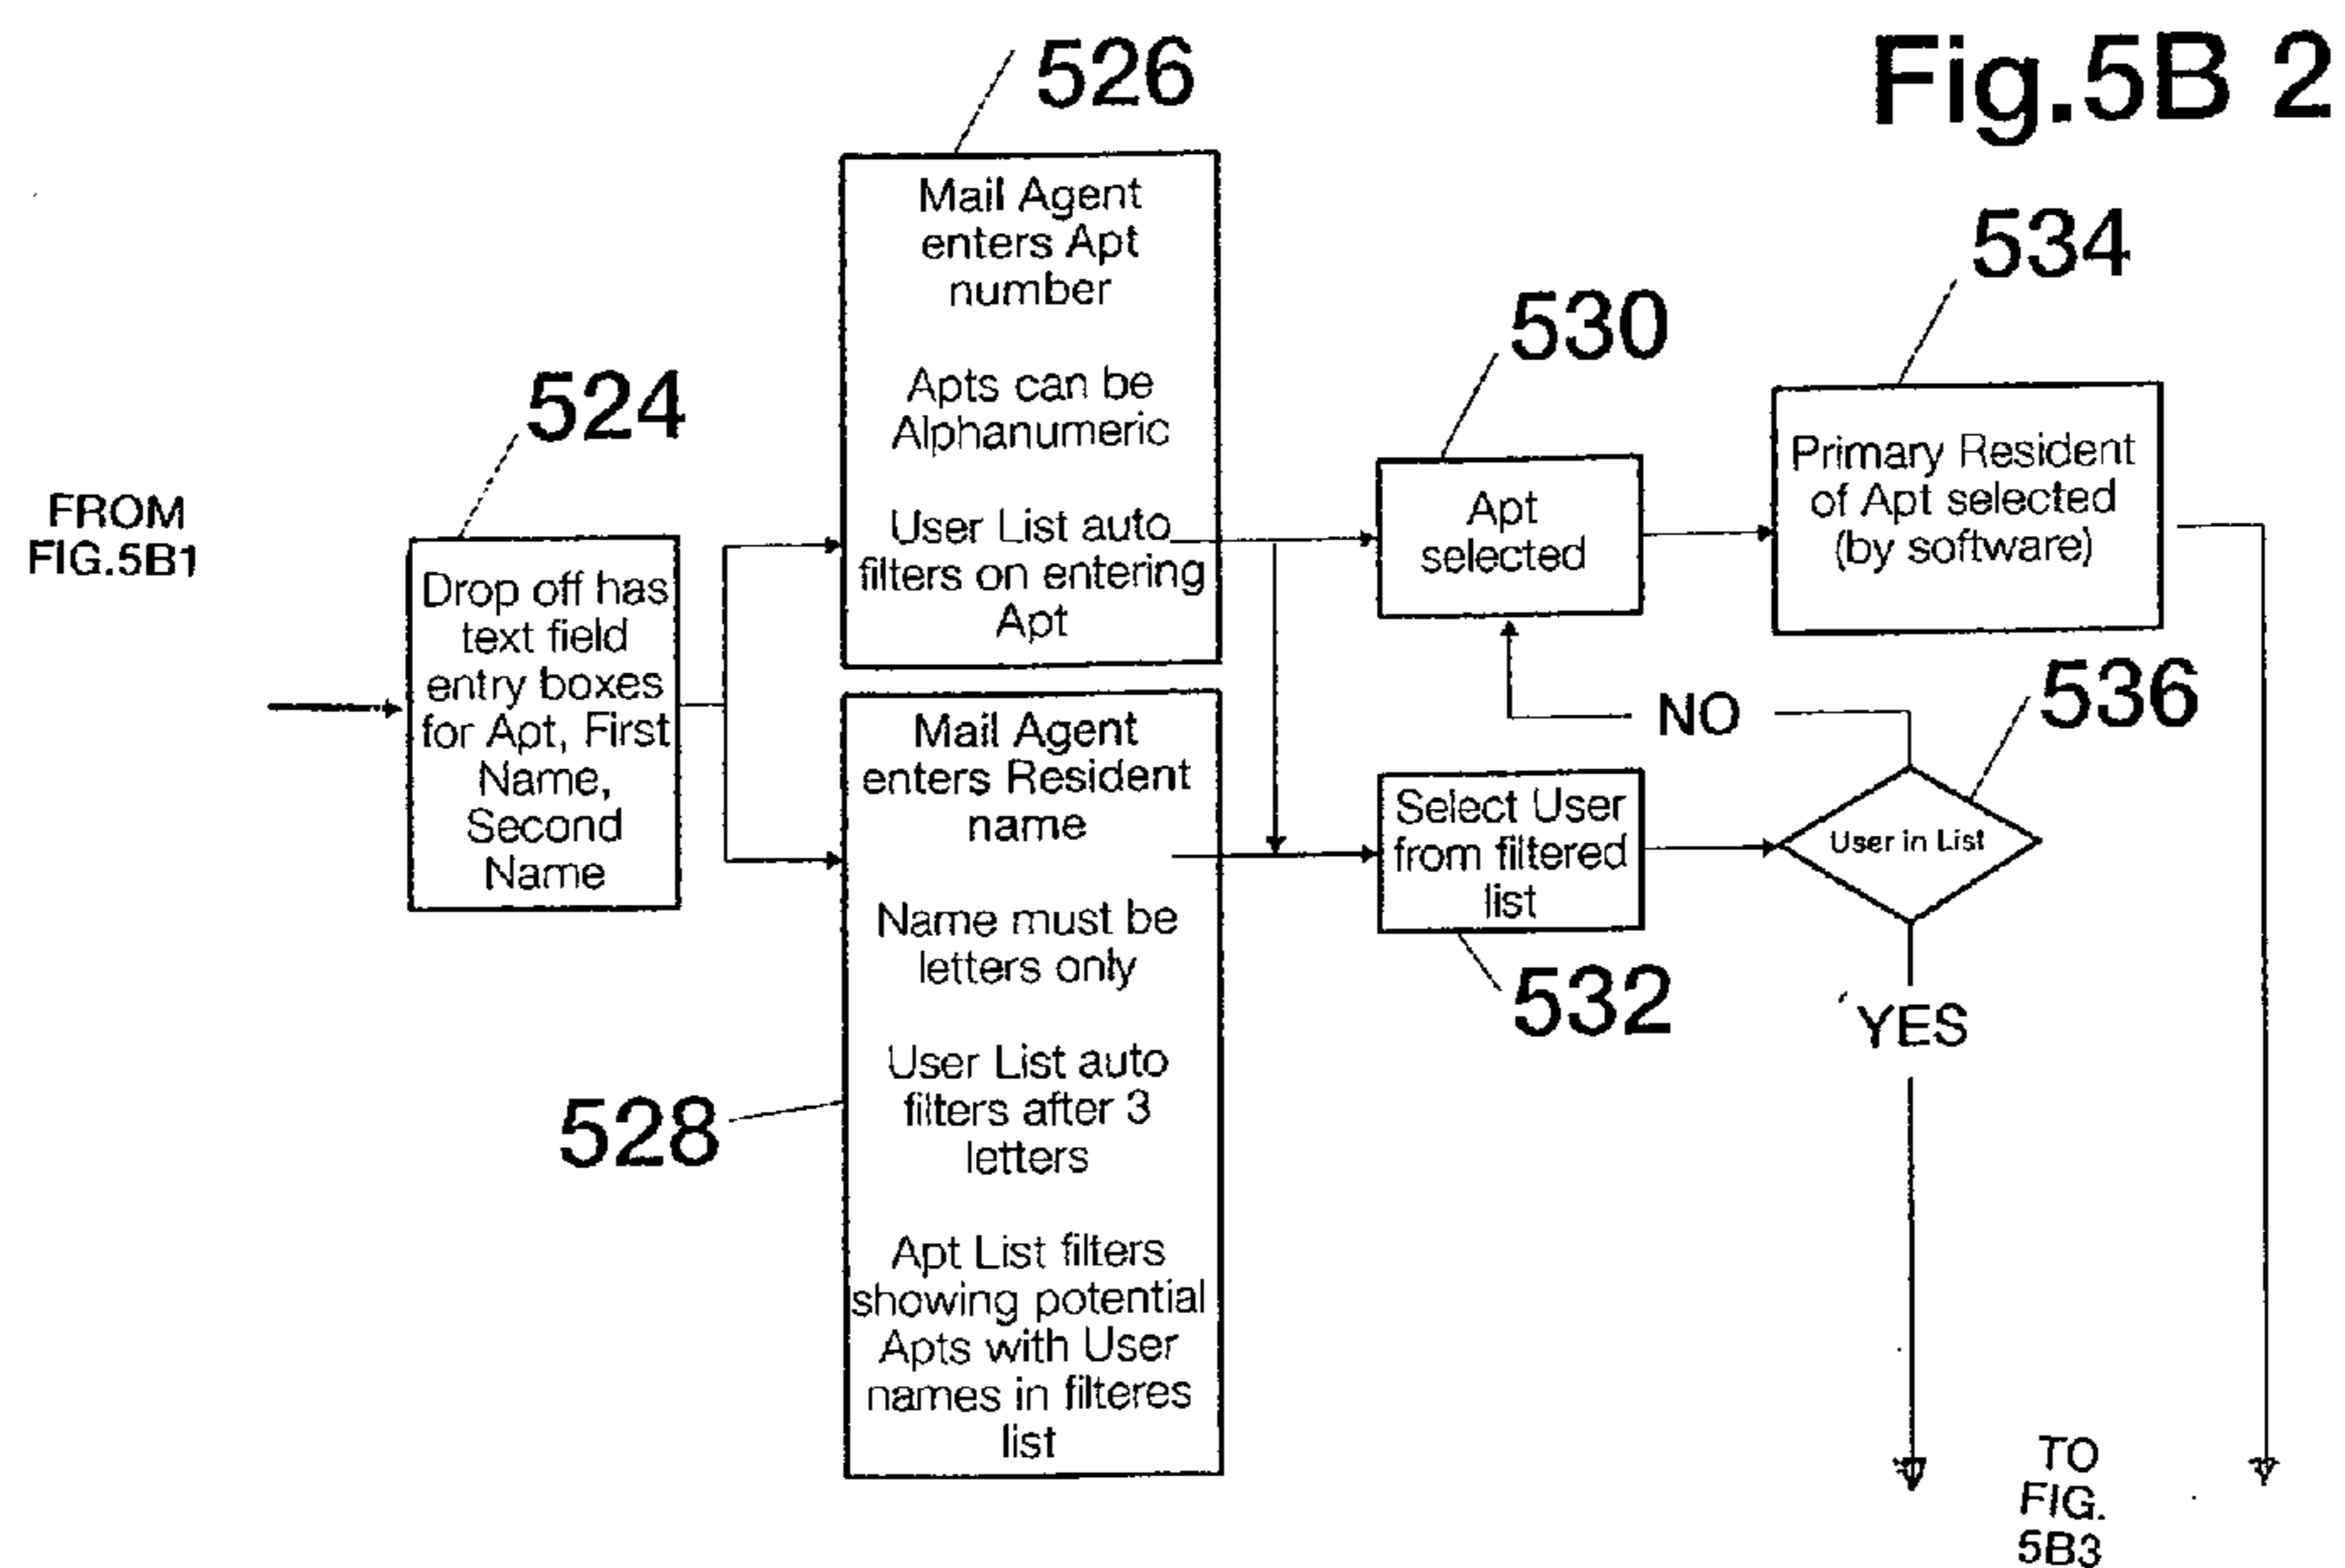 Fig.5B 2
526
Mail Agent
enters Apt
number
Apts can be
Alphanumeric
User List auto
filters on entering
Apt
534
530
524
Primary Resident
of Apt selected
(by software)
Apt
selected
FROM
FIG.5B1
Drop off has
text field
entry boxes
for Apt, First
Name,
Second
Name
536
NO
Mail Agent
enters Resident
name
Name must be
letters only
User List auto
filters after 3
letters
Apt List filters
showing potential
Apts with User
names in filteres
list
Select User
from filtered
list
User in List
532
YES
528
TO
FIG.
5B3